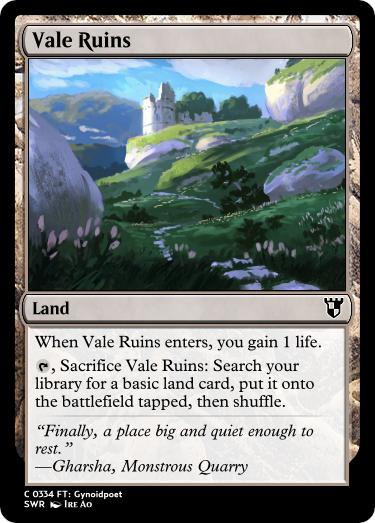 Vale Ruins
Land
When Vale Ruins enters, you gain 1 life.
, Sacrifice Vale Ruins: Search your
library for a basic land card, put it onto
the battlefield tapped, then shuffle.
“Finally, a place big and quiet enough to
rest.”
—Gharsha, Monstrous Quarry
C 0334 FT: Gynoidpoet
SWR Ire Ao